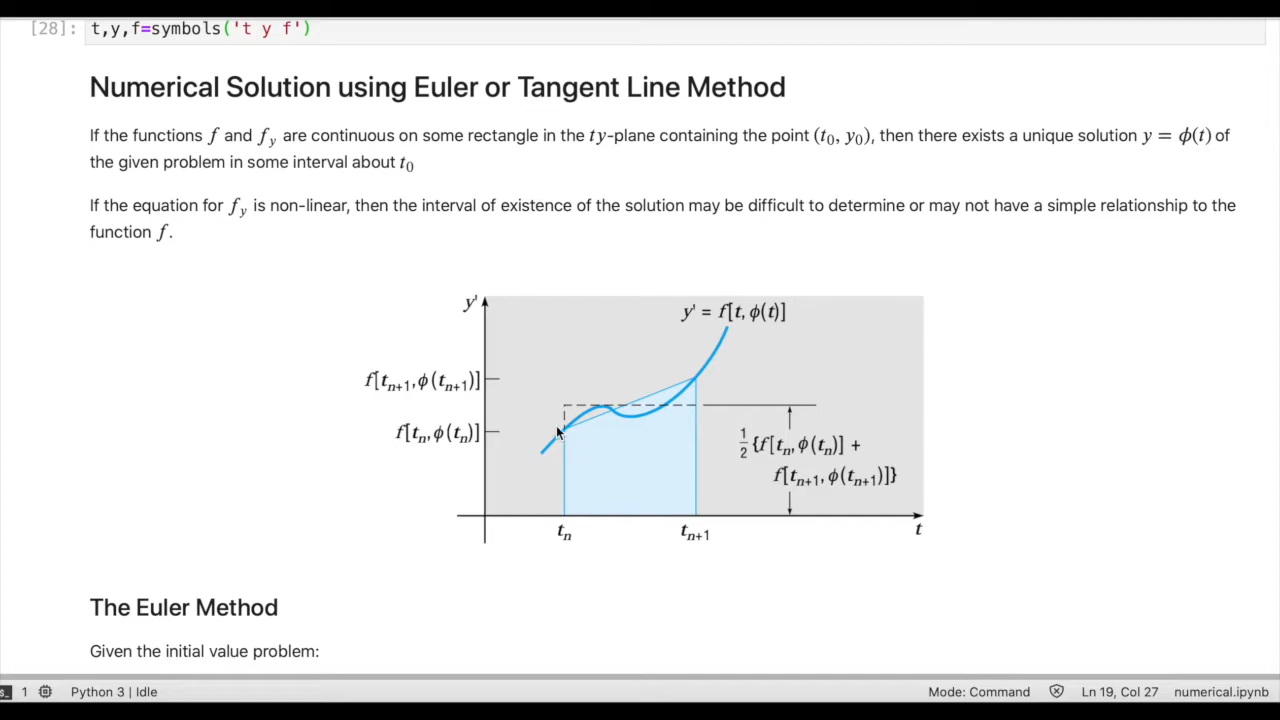 [28]: t,y,f=symbols('t y f')
Numerical Solution using Euler or Tangent Line Method
If the functions f and f_y are continuous on some rectangle in the ty-plane containing the point (t_0, y_0), then there exists a unique solution y = ϕ(t) of
the given problem in some interval about t_0
If the equation for f_y is non-linear, then the interval of existence of the solution may be difficult to determine or may not have a simple relationship to the
function f.
y'
y' = f[t, ϕ(t)]
f[t_{n+1}, ϕ(t_{n+1})]
f[t_n, ϕ(t_n)]
1/2 {f[t_n, ϕ(t_n)] +
f[t_{n+1}, ϕ(t_{n+1})]}
t_n t_{n+1} t
The Euler Method
Given the initial value problem:
1 Python 3 | Idle Mode: Command Ln 19, Col 27 numerical.ipynb